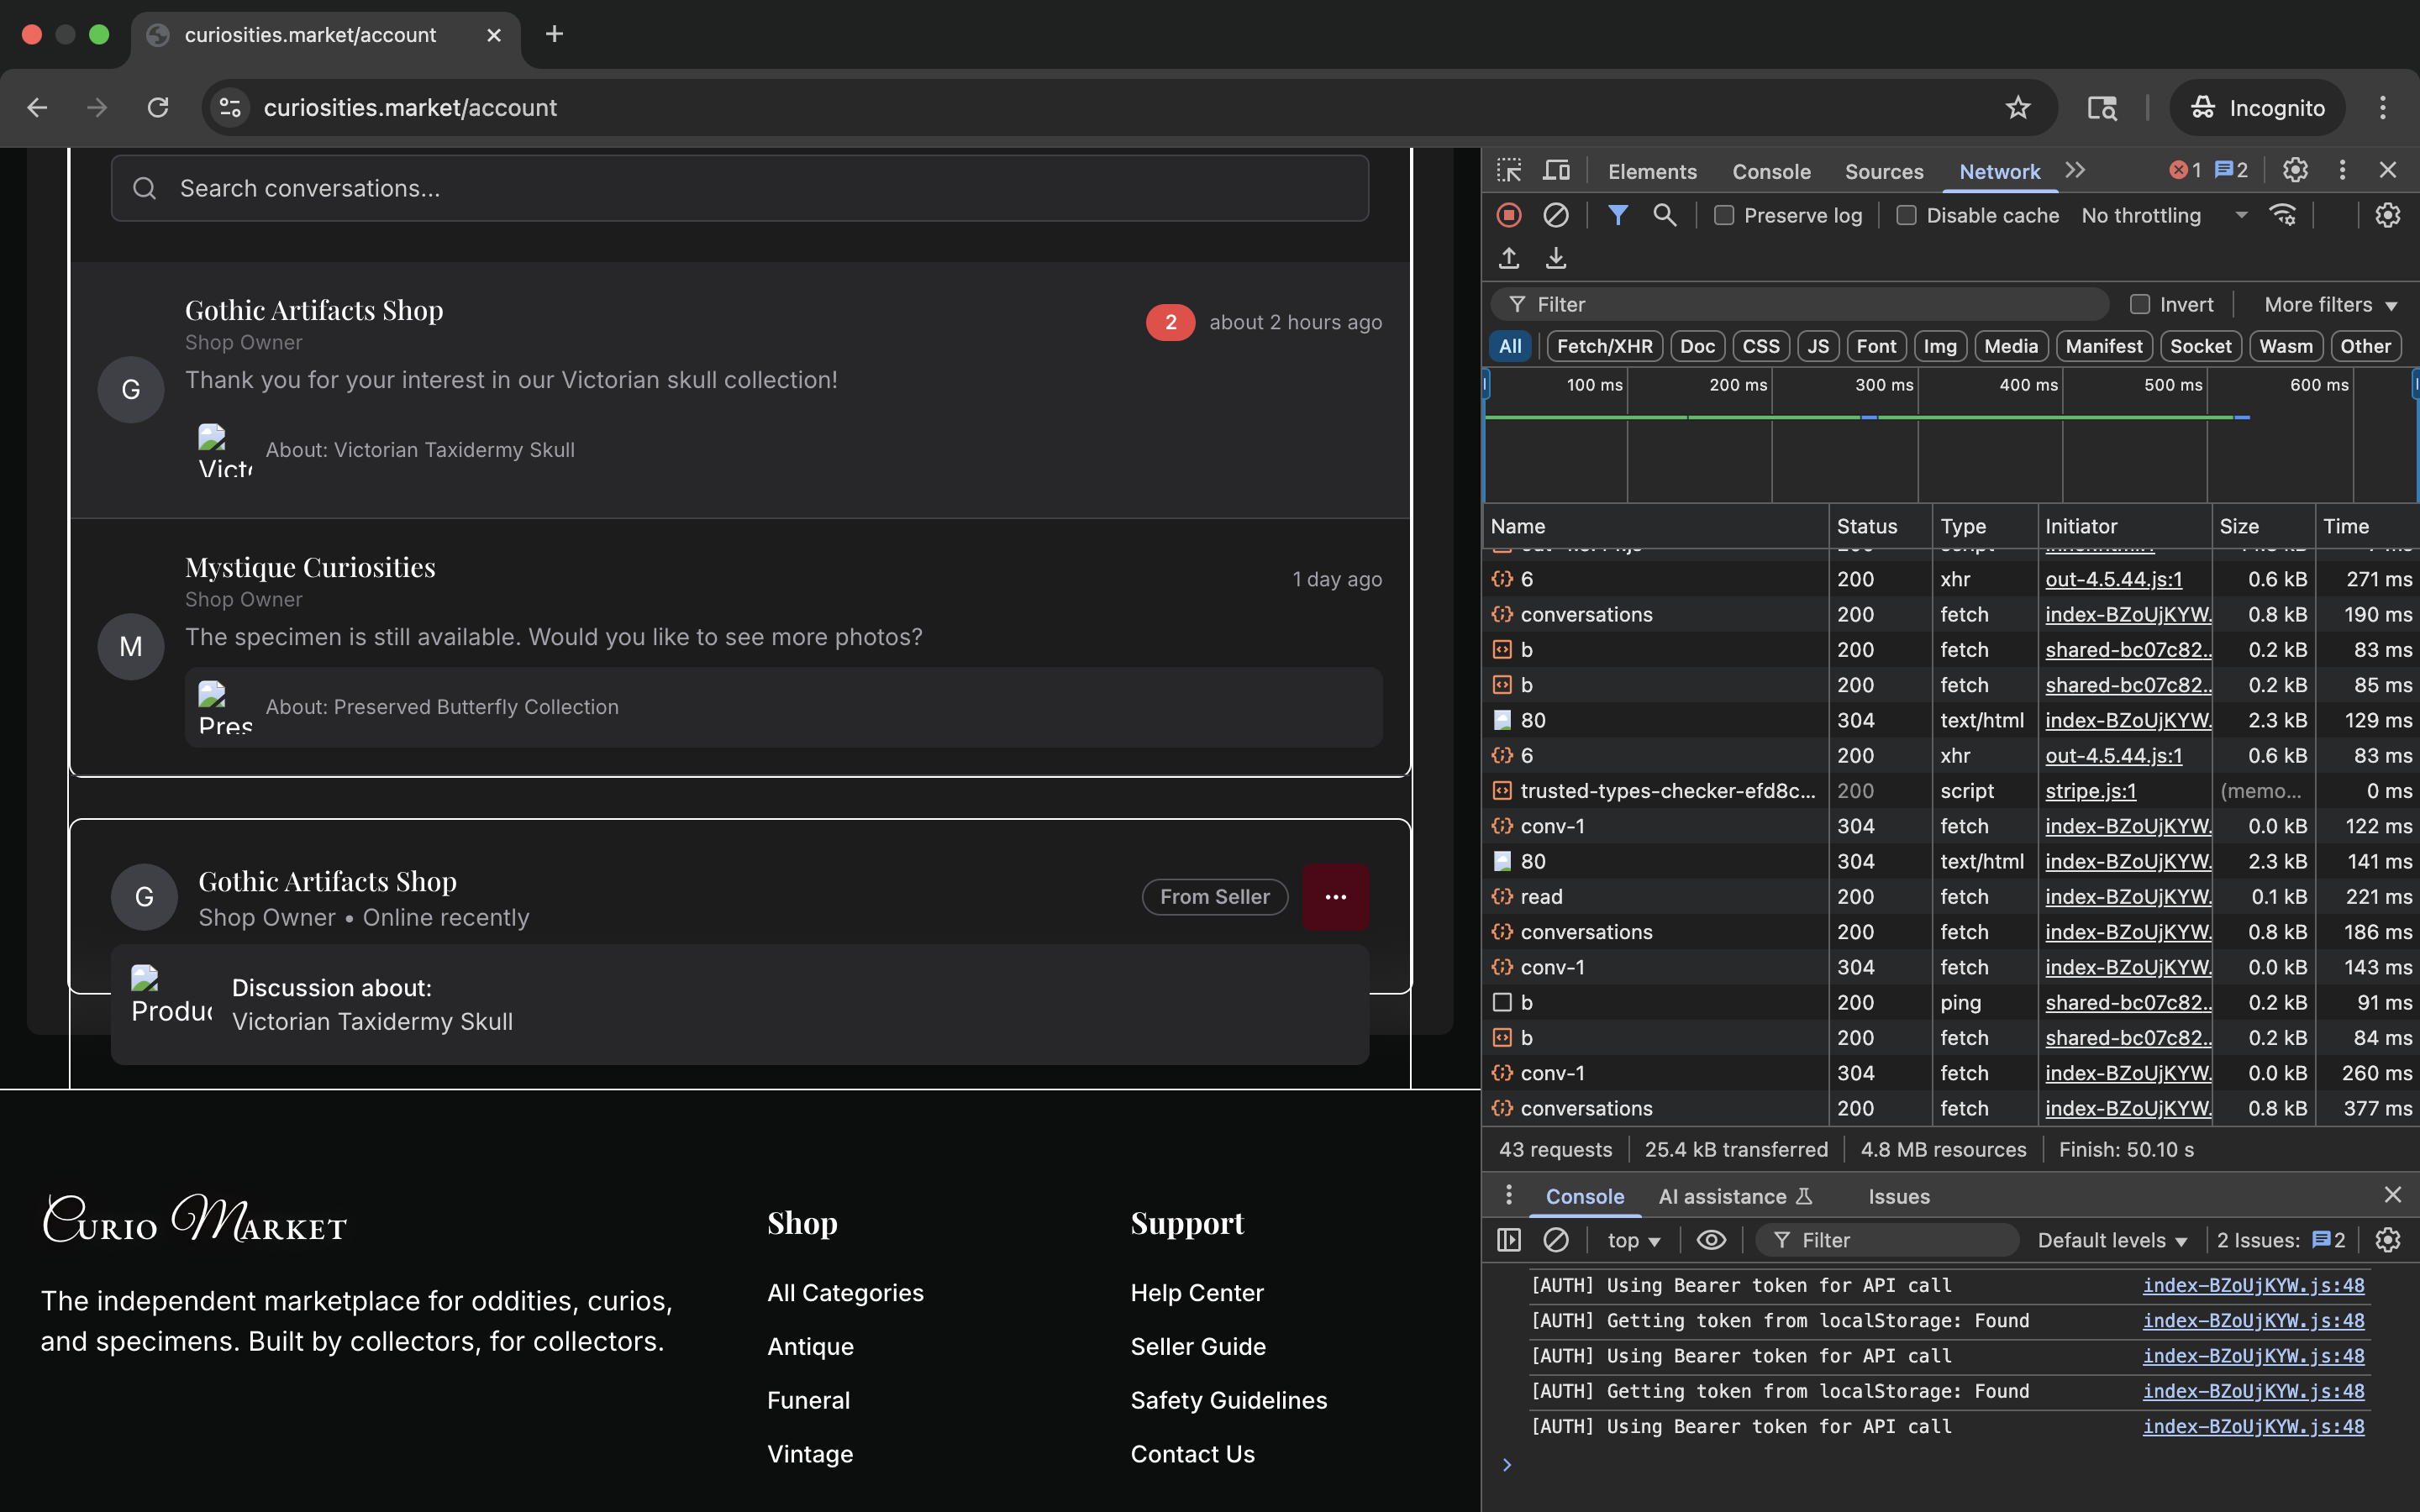 curiosities.market/account
curiosities.market/account
Incognito
Search conversations...
Gothic Artifacts Shop
2
about 2 hours ago
Shop Owner
G
Thank you for your interest in our Victorian skull collection!
Victo
About: Victorian Taxidermy Skull
Mystique Curiosities
1 day ago
Shop Owner
M
The specimen is still available. Would you like to see more photos?
Pres
About: Preserved Butterfly Collection
G
Gothic Artifacts Shop
Shop Owner • Online recently
From Seller
...
Produc
Discussion about:
Victorian Taxidermy Skull
Curio Market
The independent marketplace for oddities, curios,
and specimens. Built by collectors, for collectors.
Shop
All Categories
Antique
Funeral
Vintage
Support
Help Center
Seller Guide
Safety Guidelines
Contact Us
Elements Console Sources Network 1 2
Preserve log Disable cache No throttling
Filter Invert More filters
All Fetch/XHR Doc CSS JS Font Img Media Manifest Socket Wasm Other
100 ms 200 ms 300 ms 400 ms 500 ms 600 ms
Name Status Type Initiator Size Time
6 200 xhr out-4.5.44.js:1 0.6 kB 271 ms
conversations 200 fetch index-BZoUjKYW. 0.8 kB 190 ms
b 200 fetch shared-bc07c82.. 0.2 kB 83 ms
b 200 fetch shared-bc07c82.. 0.2 kB 85 ms
80 304 text/html index-BZoUjKYW. 2.3 kB 129 ms
6 200 xhr out-4.5.44.js:1 0.6 kB 83 ms
trusted-types-checker-efd8c... 200 script stripe.js:1 (memo... 0 ms
conv-1 304 fetch index-BZoUjKYW. 0.0 kB 122 ms
80 304 text/html index-BZoUjKYW. 2.3 kB 141 ms
read 200 fetch index-BZoUjKYW. 0.1 kB 221 ms
conversations 200 fetch index-BZoUjKYW. 0.8 kB 186 ms
conv-1 304 fetch index-BZoUjKYW. 0.0 kB 143 ms
b 200 ping shared-bc07c82.. 0.2 kB 91 ms
b 200 fetch shared-bc07c82.. 0.2 kB 84 ms
conv-1 304 fetch index-BZoUjKYW. 0.0 kB 260 ms
conversations 200 fetch index-BZoUjKYW. 0.8 kB 377 ms
43 requests 25.4 kB transferred 4.8 MB resources Finish: 50.10 s
Console AI assistance Issues
top Filter Default levels 2 Issues: 2
[AUTH] Using Bearer token for API call index-BZoUjKYW.js:48
[AUTH] Getting token from localStorage: Found index-BZoUjKYW.js:48
[AUTH] Using Bearer token for API call index-BZoUjKYW.js:48
[AUTH] Getting token from localStorage: Found index-BZoUjKYW.js:48
[AUTH] Using Bearer token for API call index-BZoUjKYW.js:48